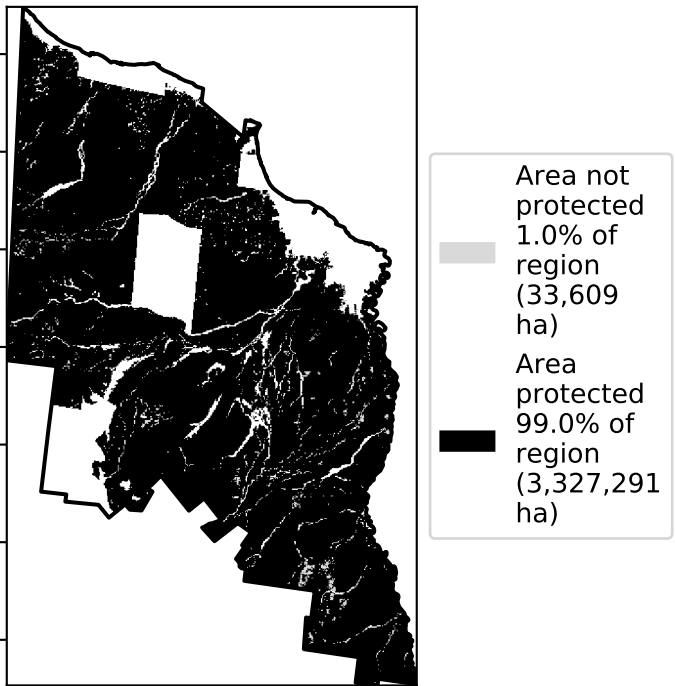 Area not
protected
1.0% of
region
(33,609
ha)
Area
protected
99.0% of
region
(3,327,291
ha)